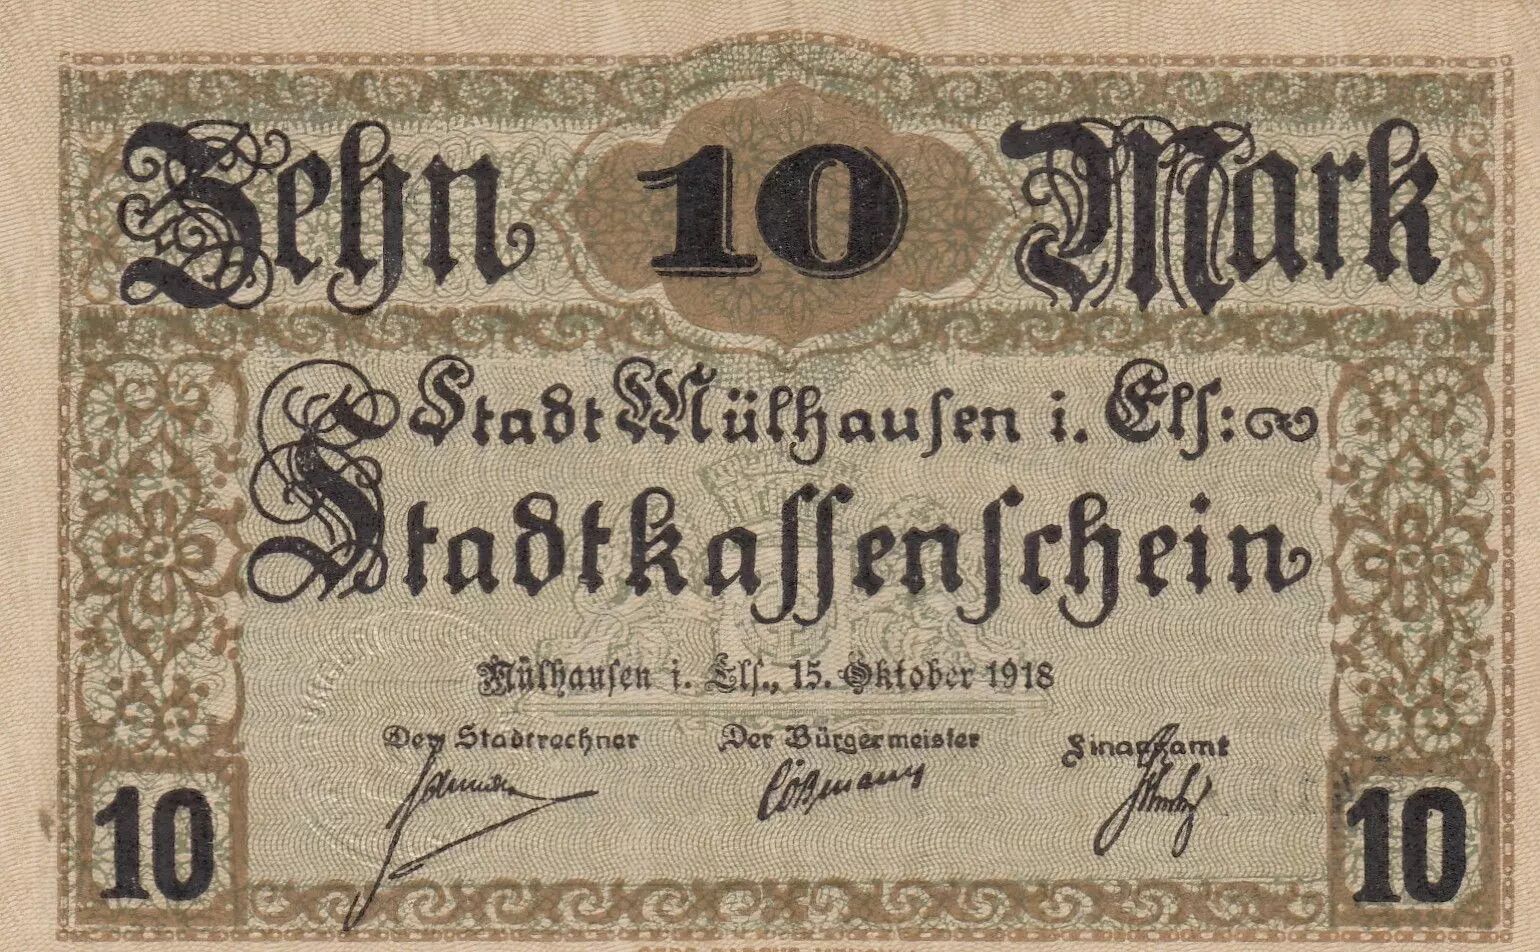 Zehn 10 Mark
Stadt Mülhausen i. Els:
Stadtkassenschein
Mülhausen i. Els., 15. Oktober 1918
Der Stadtrechner Der Bürgermeister Finanzamt
10 10